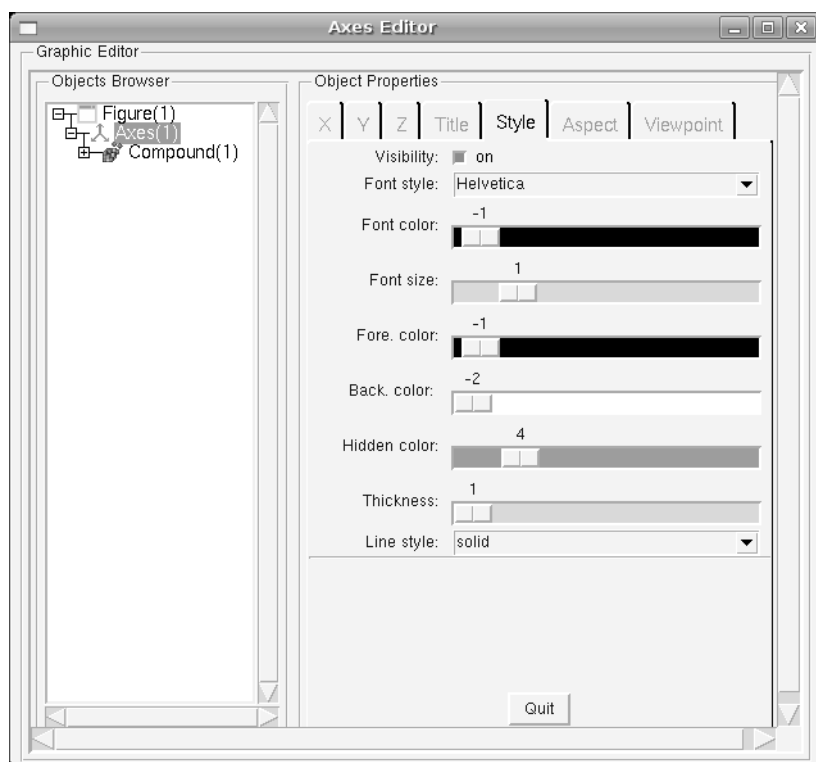 Axes Editor
Graphic Editor
Objects Browser
Figure(1)
Axes(1)
Compound(1)
Object Properties
X Y Z Title Style Aspect Viewpoint
Visibility: on
Font style: Helvetica
-1
Font color:
1
Font size:
-1
Fore. color:
-2
Back. color:
4
Hidden color:
1
Thickness:
Line style: solid
Quit